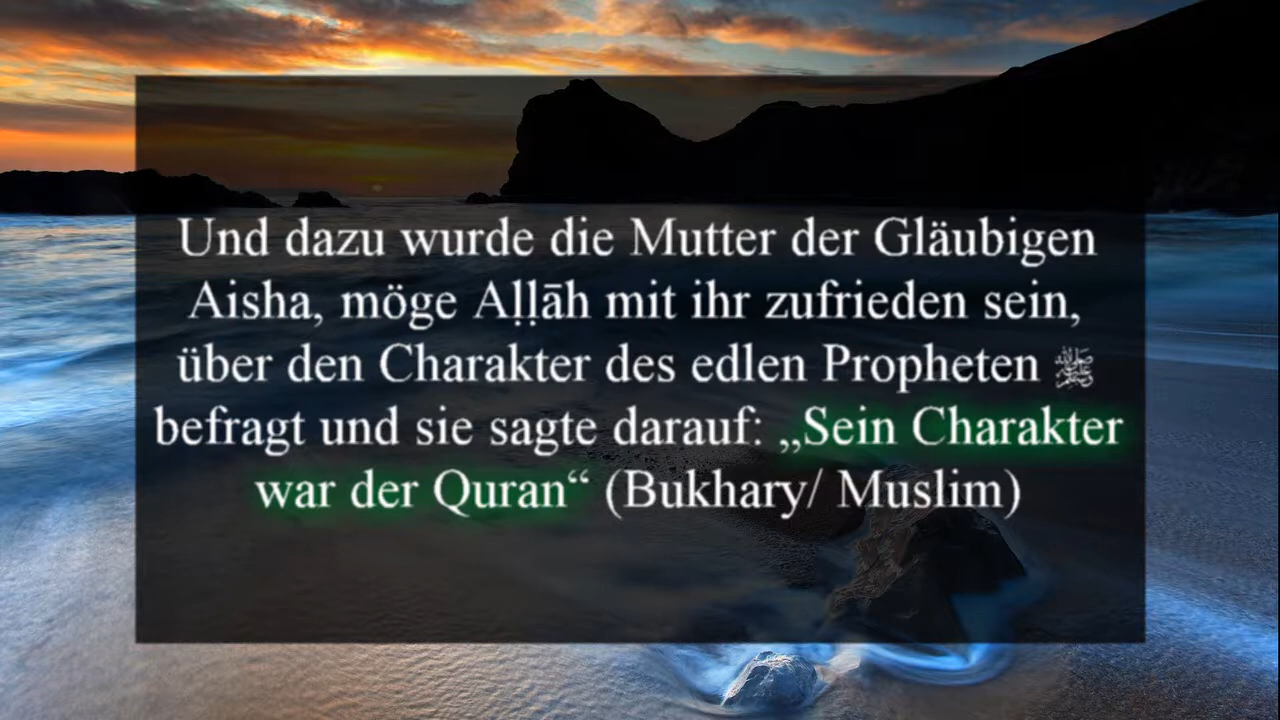 Und dazu wurde die Mutter der Gläubigen
Aisha, möge Aḷḷāh mit ihr zufrieden sein,
über den Charakter des edlen Propheten ﷺ
befragt und sie sagte darauf: „Sein Charakter
war der Quran“ (Bukhary/ Muslim)